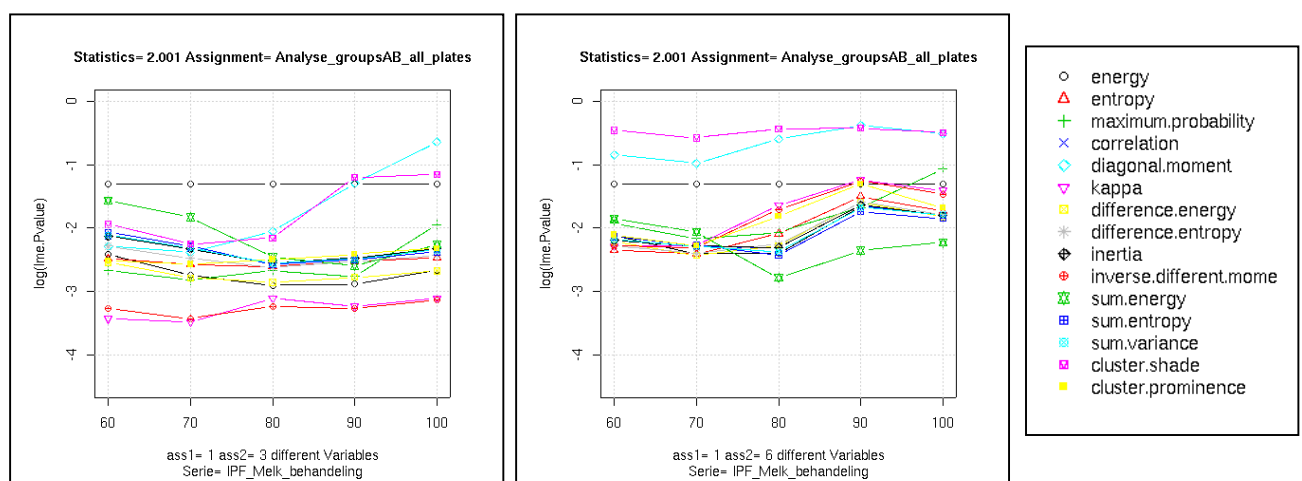 Statistics= 2.001 Assignment= Analyse_groupsAB_all_plates
log(lme.Pvalue)
0
-1
-2
-3
-4
60 70 80 90 100
ass1= 1 ass2= 3 different Variables
Serie= IPF_Melk_behandeling
Statistics= 2.001 Assignment= Analyse_groupsAB_all_plates
log(lme.Pvalue)
0
-1
-2
-3
-4
60 70 80 90 100
ass1= 1 ass2= 6 different Variables
Serie= IPF_Melk_behandeling
energy
entropy
maximum.probability
correlation
diagonal.moment
kappa
difference.energy
difference.entropy
inertia
inverse.different.mome
sum.energy
sum.entropy
sum.variance
cluster.shade
cluster.prominence